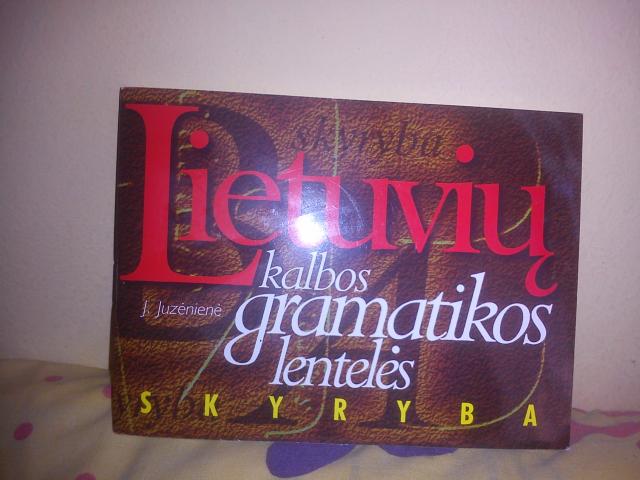 skyryba
Lietuvių
kalbos
J. Juzėnienė
gramatikos
lentelės
SKYRYBA